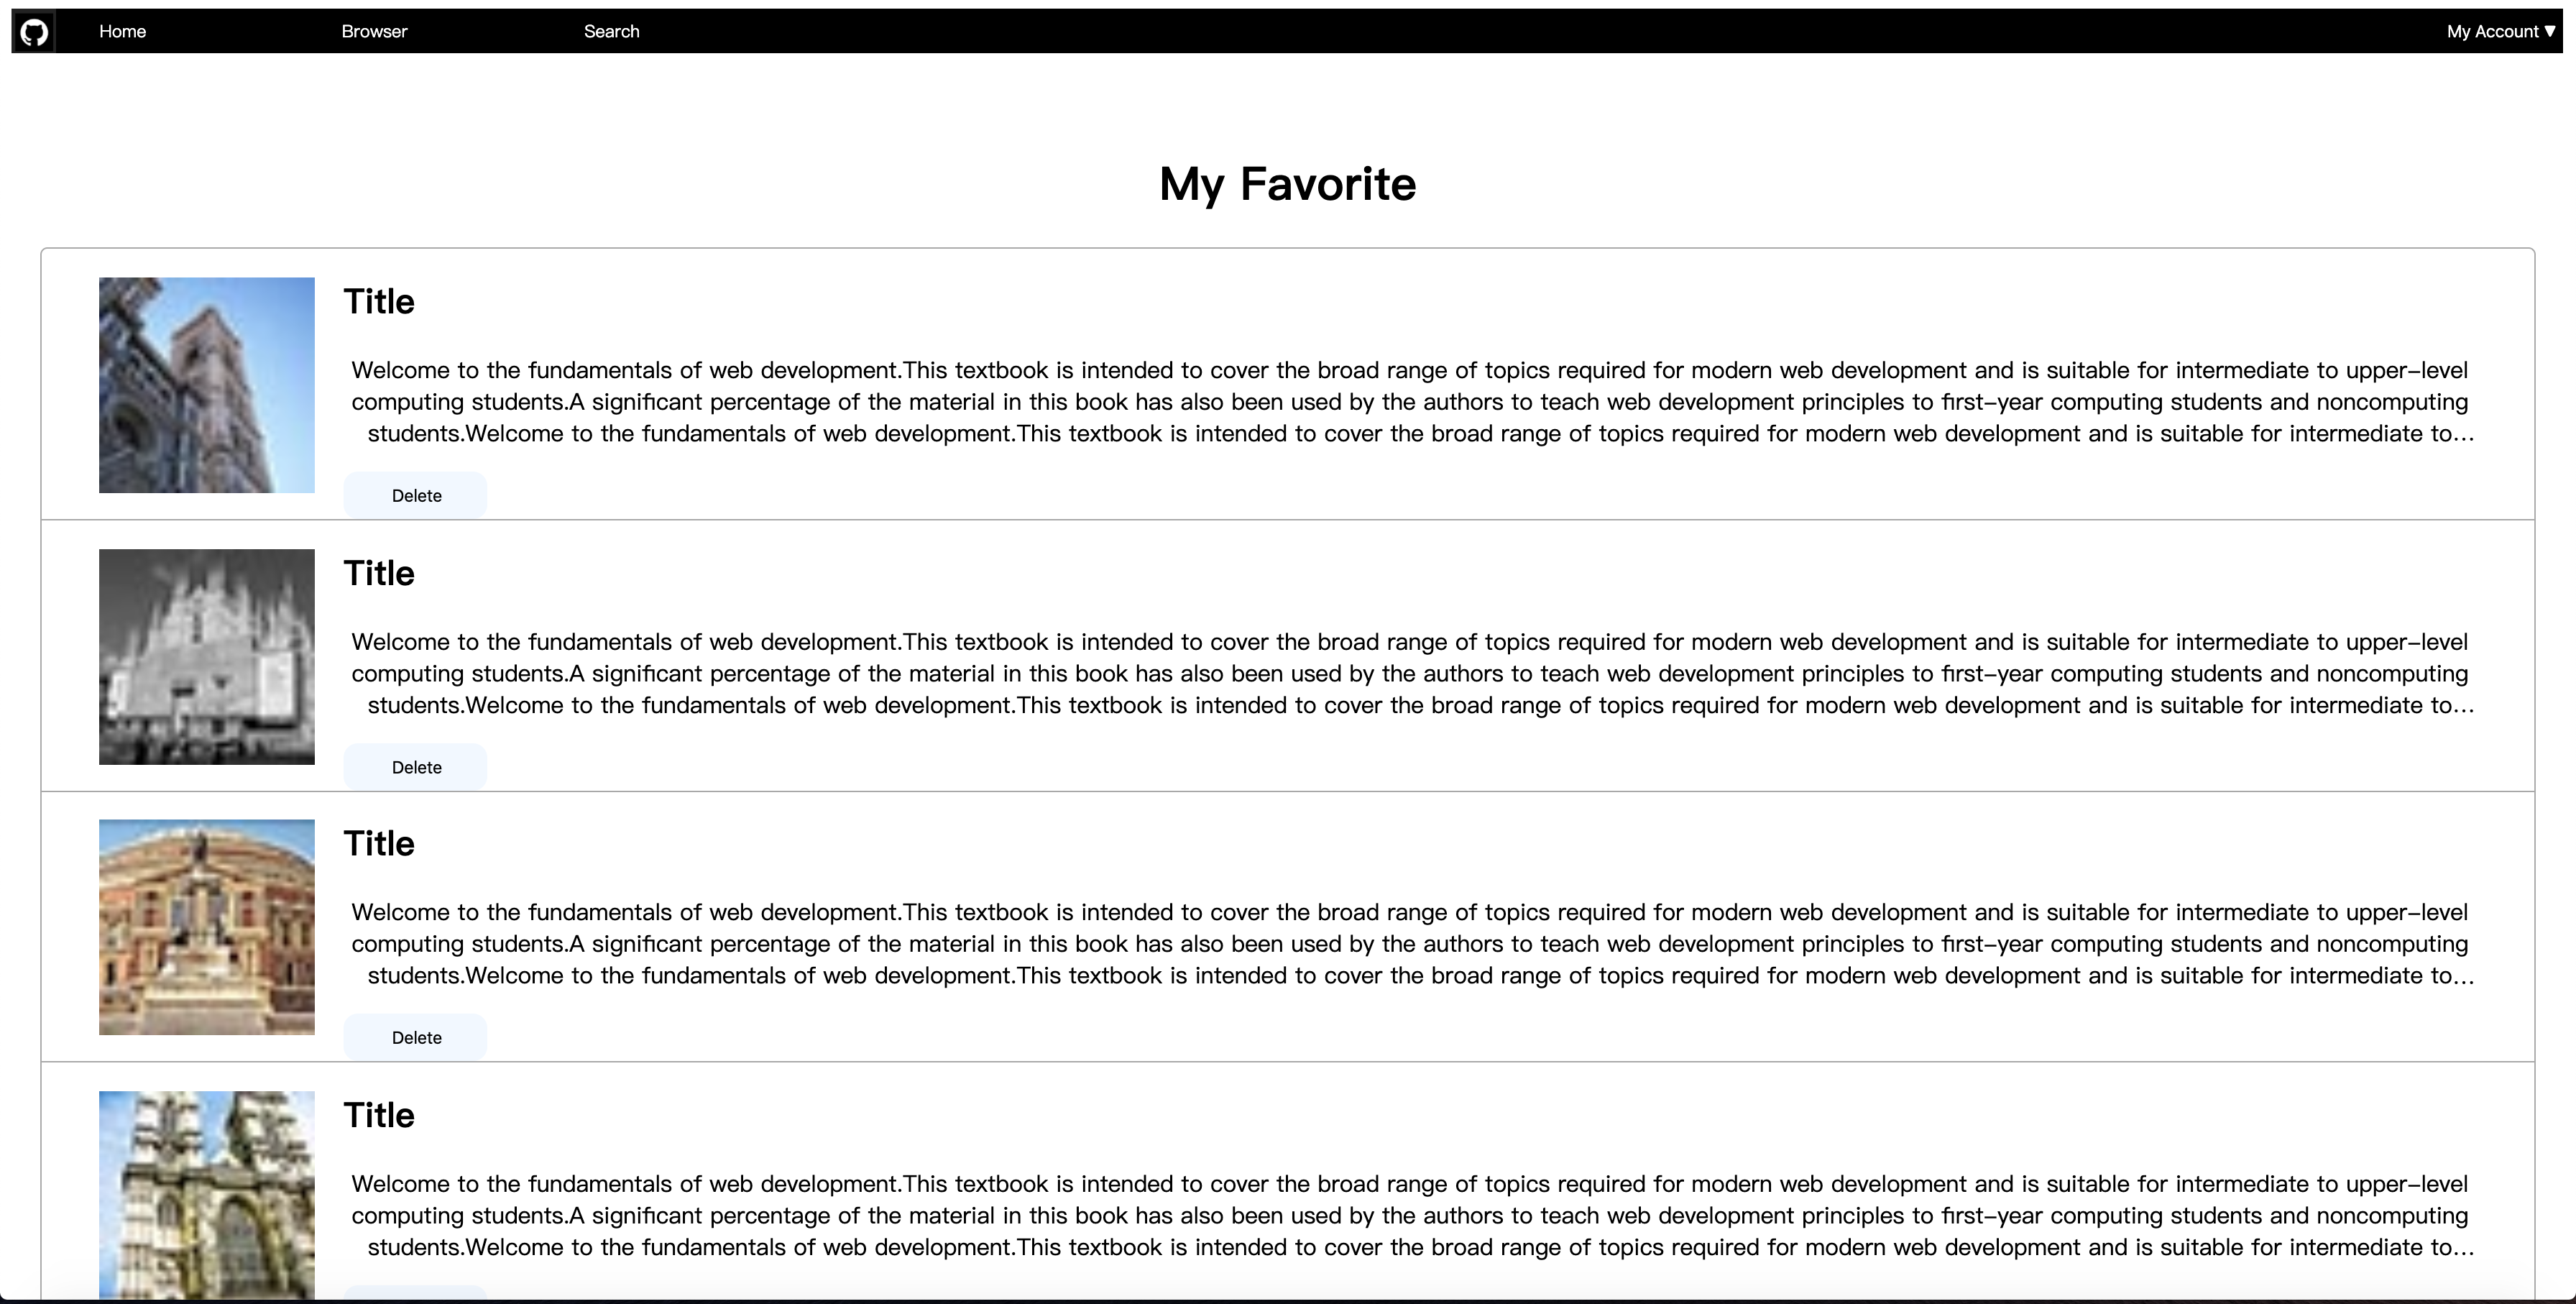 Home Browser Search My Account ▼
My Favorite
Title
Welcome to the fundamentals of web development.This textbook is intended to cover the broad range of topics required for modern web development and is suitable for intermediate to upper-level
computing students.A significant percentage of the material in this book has also been used by the authors to teach web development principles to first-year computing students and noncomputing
students.Welcome to the fundamentals of web development.This textbook is intended to cover the broad range of topics required for modern web development and is suitable for intermediate to...
Delete
Title
Welcome to the fundamentals of web development.This textbook is intended to cover the broad range of topics required for modern web development and is suitable for intermediate to upper-level
computing students.A significant percentage of the material in this book has also been used by the authors to teach web development principles to first-year computing students and noncomputing
students.Welcome to the fundamentals of web development.This textbook is intended to cover the broad range of topics required for modern web development and is suitable for intermediate to...
Delete
Title
Welcome to the fundamentals of web development.This textbook is intended to cover the broad range of topics required for modern web development and is suitable for intermediate to upper-level
computing students.A significant percentage of the material in this book has also been used by the authors to teach web development principles to first-year computing students and noncomputing
students.Welcome to the fundamentals of web development.This textbook is intended to cover the broad range of topics required for modern web development and is suitable for intermediate to...
Delete
Title
Welcome to the fundamentals of web development.This textbook is intended to cover the broad range of topics required for modern web development and is suitable for intermediate to upper-level
computing students.A significant percentage of the material in this book has also been used by the authors to teach web development principles to first-year computing students and noncomputing
students.Welcome to the fundamentals of web development.This textbook is intended to cover the broad range of topics required for modern web development and is suitable for intermediate to...